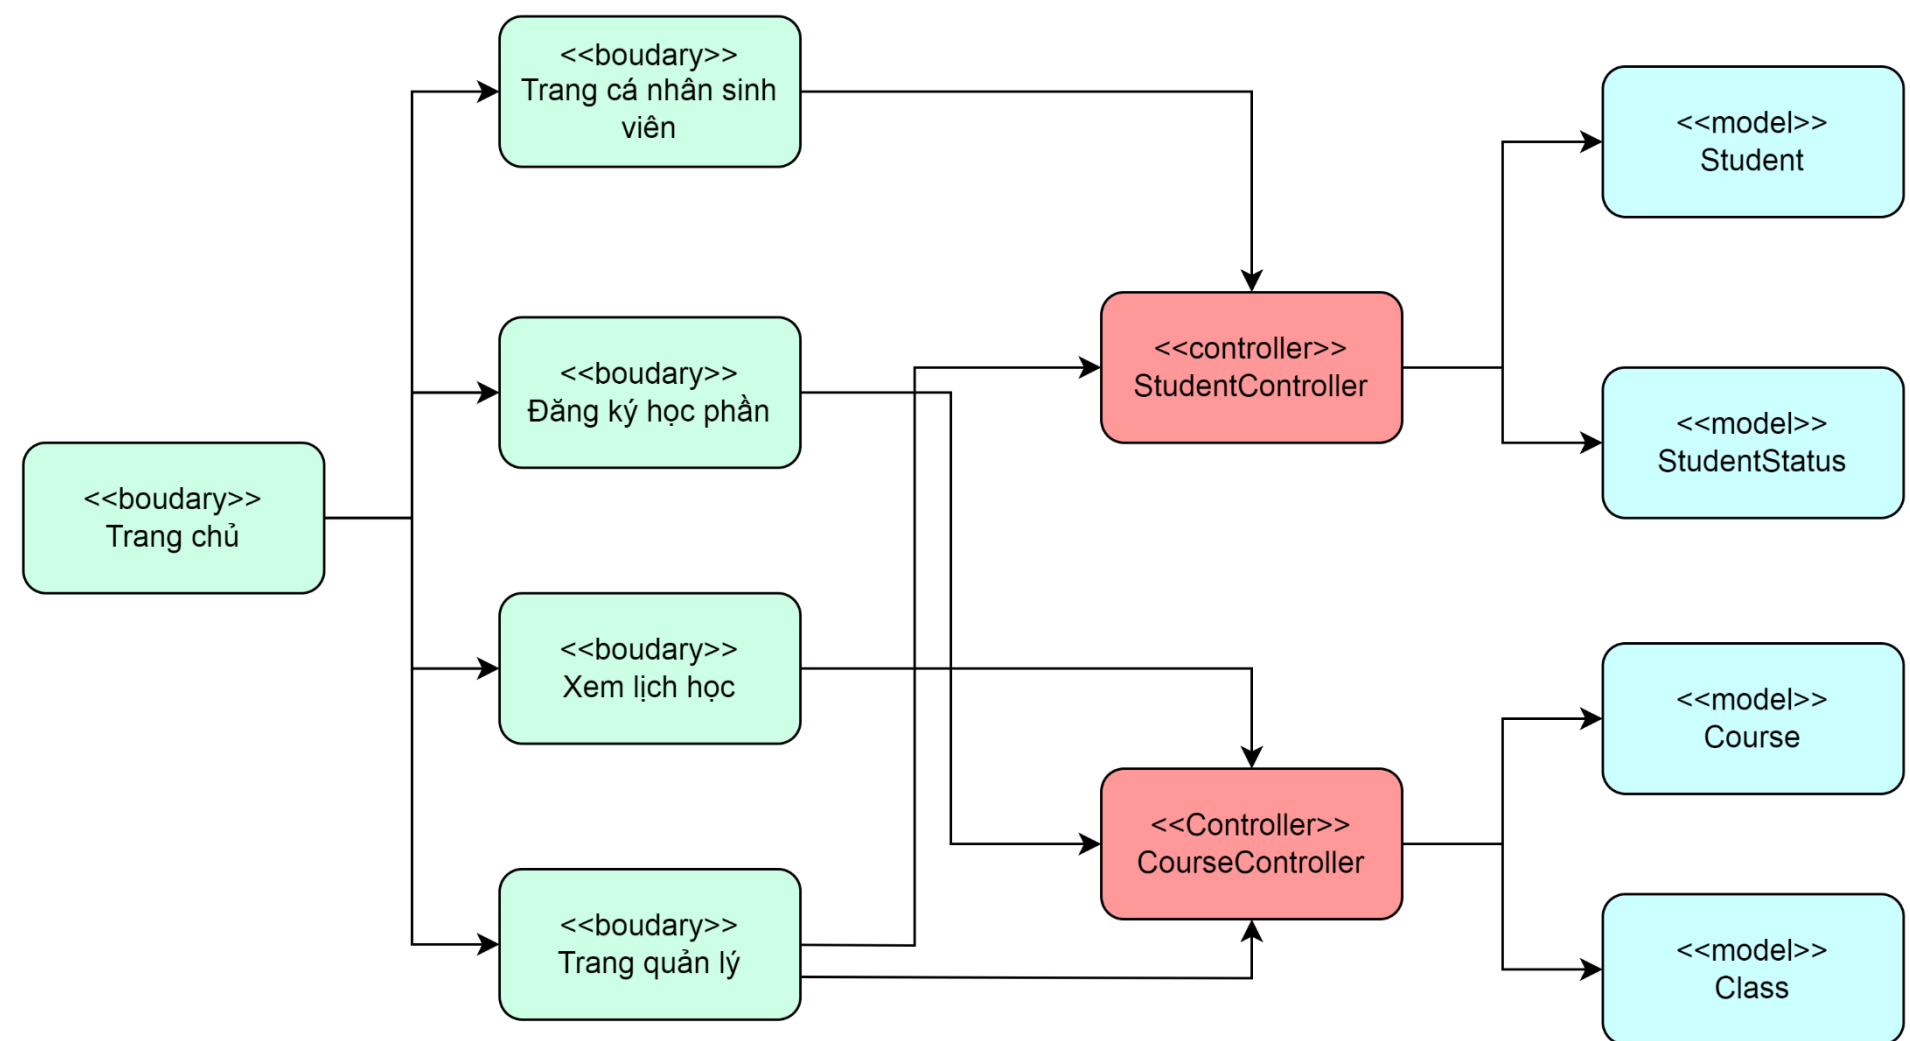 <<boudary>>
Trang cá nhân sinh
viên
<<boudary>>
Đăng ký học phần
<<boudary>>
Trang chủ
<<boudary>>
Xem lịch học
<<boudary>>
Trang quản lý
<<controller>>
StudentController
<<Controller>>
CourseController
<<model>>
Student
<<model>>
StudentStatus
<<model>>
Course
<<model>>
Class